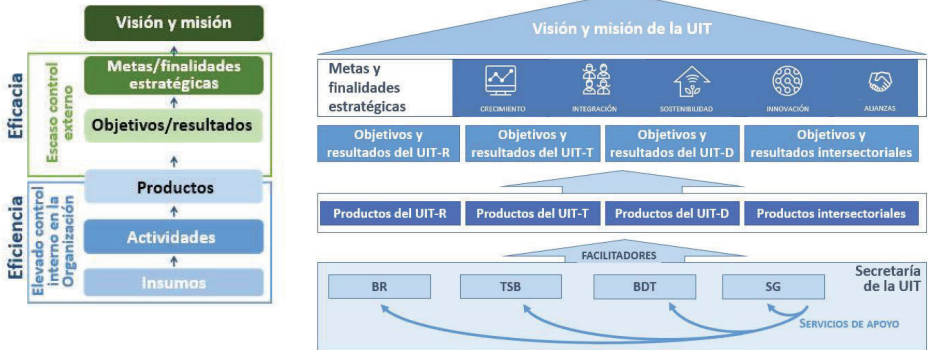 Visión y misión
Eficacia
Escaso control
externo
Metas/finalidades
estratégicas
Objetivos/resultados
Eficiencia
Elevado control
interno en la
Organización
Productos
Actividades
Insumos
Visión y misión de la UIT
Metas y
finalidades
estratégicas
CRECIMIENTO
INTEGRACIÓN
SOSTENIBILIDAD
INNOVACIÓN
ALIANZAS
Objetivos y
resultados del UIT-R
Objetivos y
resultados del UIT-T
Objetivos y
resultados del UIT-D
Objetivos y
resultados intersectoriales
Productos del UIT-R
Productos del UIT-T
Productos del UIT-D
Productos intersectoriales
FACILITADORES
Secretaría
de la UIT
BR
TSB
BDT
SG
SERVICIOS DE APOYO